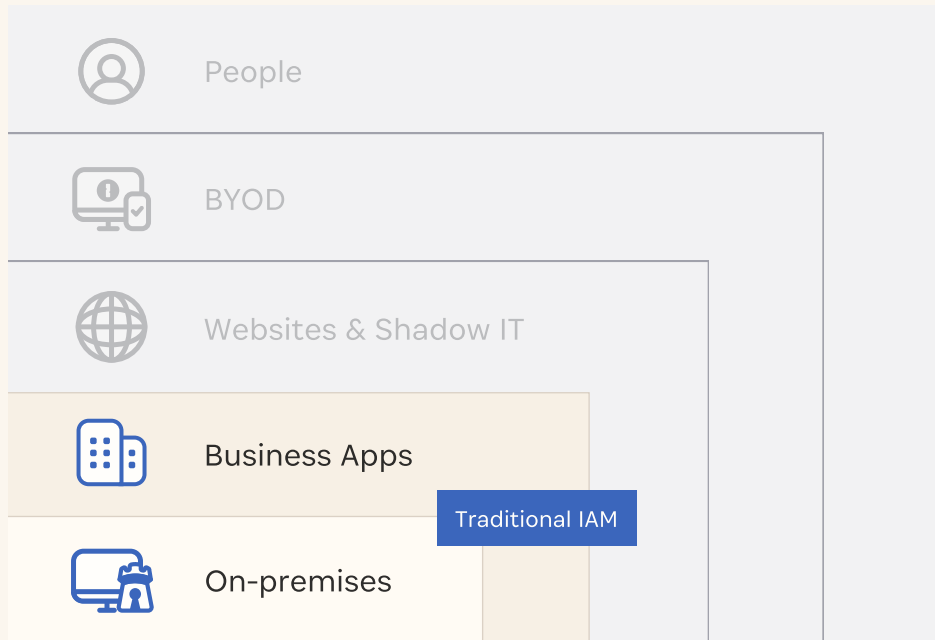 People
BYOD
Websites & Shadow IT
Business Apps
Traditional IAM
On-premises